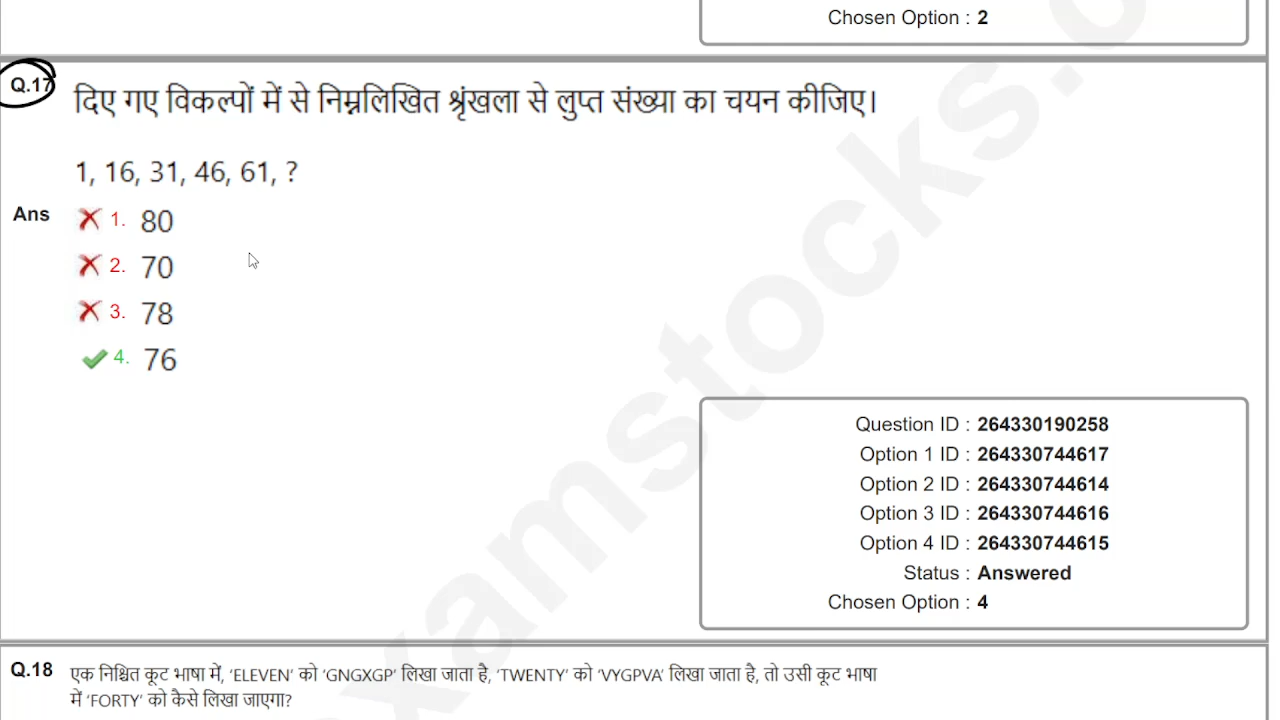 Chosen Option : 2
Q.17
दिए गए विकल्पों में से निम्नलिखित श्रृंखला से लुप्त संख्या का चयन कीजिए।
1, 16, 31, 46, 61, ?
Ans
1. 80
2. 70
3. 78
4. 76
Question ID : 264330190258
Option 1 ID : 264330744617
Option 2 ID : 264330744614
Option 3 ID : 264330744616
Option 4 ID : 264330744615
Status : Answered
Chosen Option : 4
Q.18 एक निश्चित कूट भाषा में, ‘ELEVEN’ को ‘GNGXGP’ लिखा जाता है, ‘TWENTY’ को ‘VYGPVA’ लिखा जाता है, तो उसी कूट भाषा
में ‘FORTY’ को कैसे लिखा जाएगा?
examstocks.c